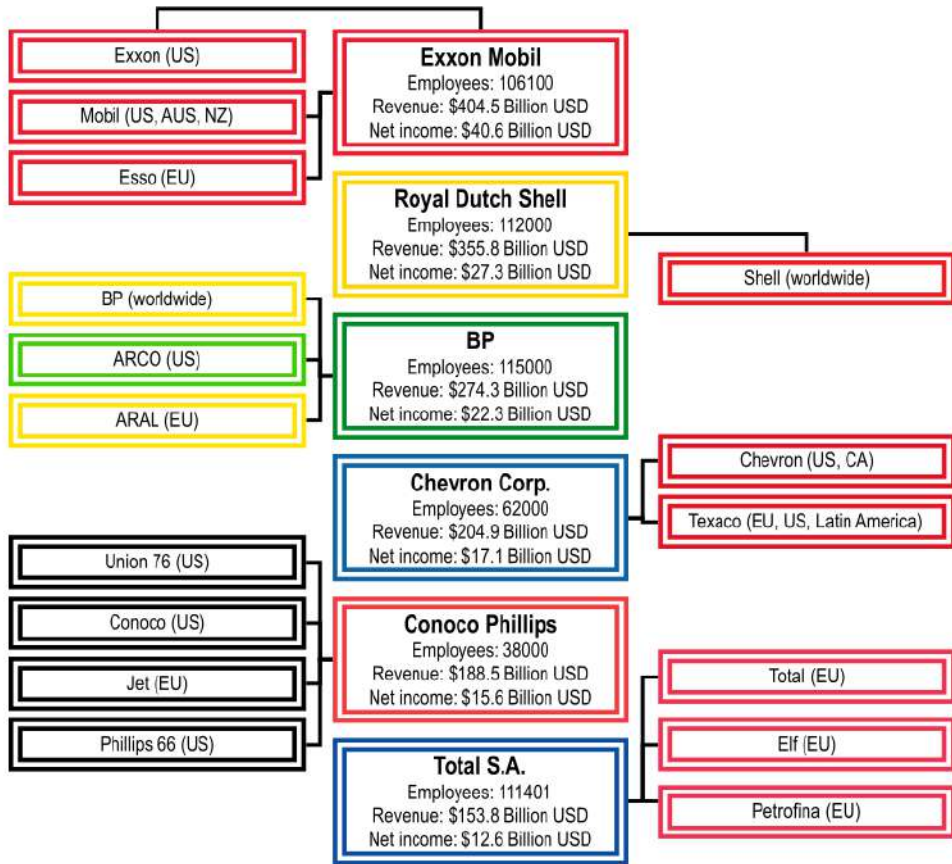 Exxon (US)
Mobil (US, AUS, NZ)
Esso (EU)
Exxon Mobil
Employees: 106100
Revenue: $404.5 Billion USD
Net income: $40.6 Billion USD
Royal Dutch Shell
Employees: 112000
Revenue: $355.8 Billion USD
Net income: $27.3 Billion USD
Shell (worldwide)
BP (worldwide)
ARCO (US)
ARAL (EU)
BP
Employees: 115000
Revenue: $274.3 Billion USD
Net income: $22.3 Billion USD
Chevron Corp.
Employees: 62000
Revenue: $204.9 Billion USD
Net income: $17.1 Billion USD
Chevron (US, CA)
Texaco (EU, US, Latin America)
Union 76 (US)
Conoco (US)
Jet (EU)
Phillips 66 (US)
Conoco Phillips
Employees: 38000
Revenue: $188.5 Billion USD
Net income: $15.6 Billion USD
Total S.A.
Employees: 111401
Revenue: $153.8 Billion USD
Net income: $12.6 Billion USD
Total (EU)
Elf (EU)
Petrofina (EU)